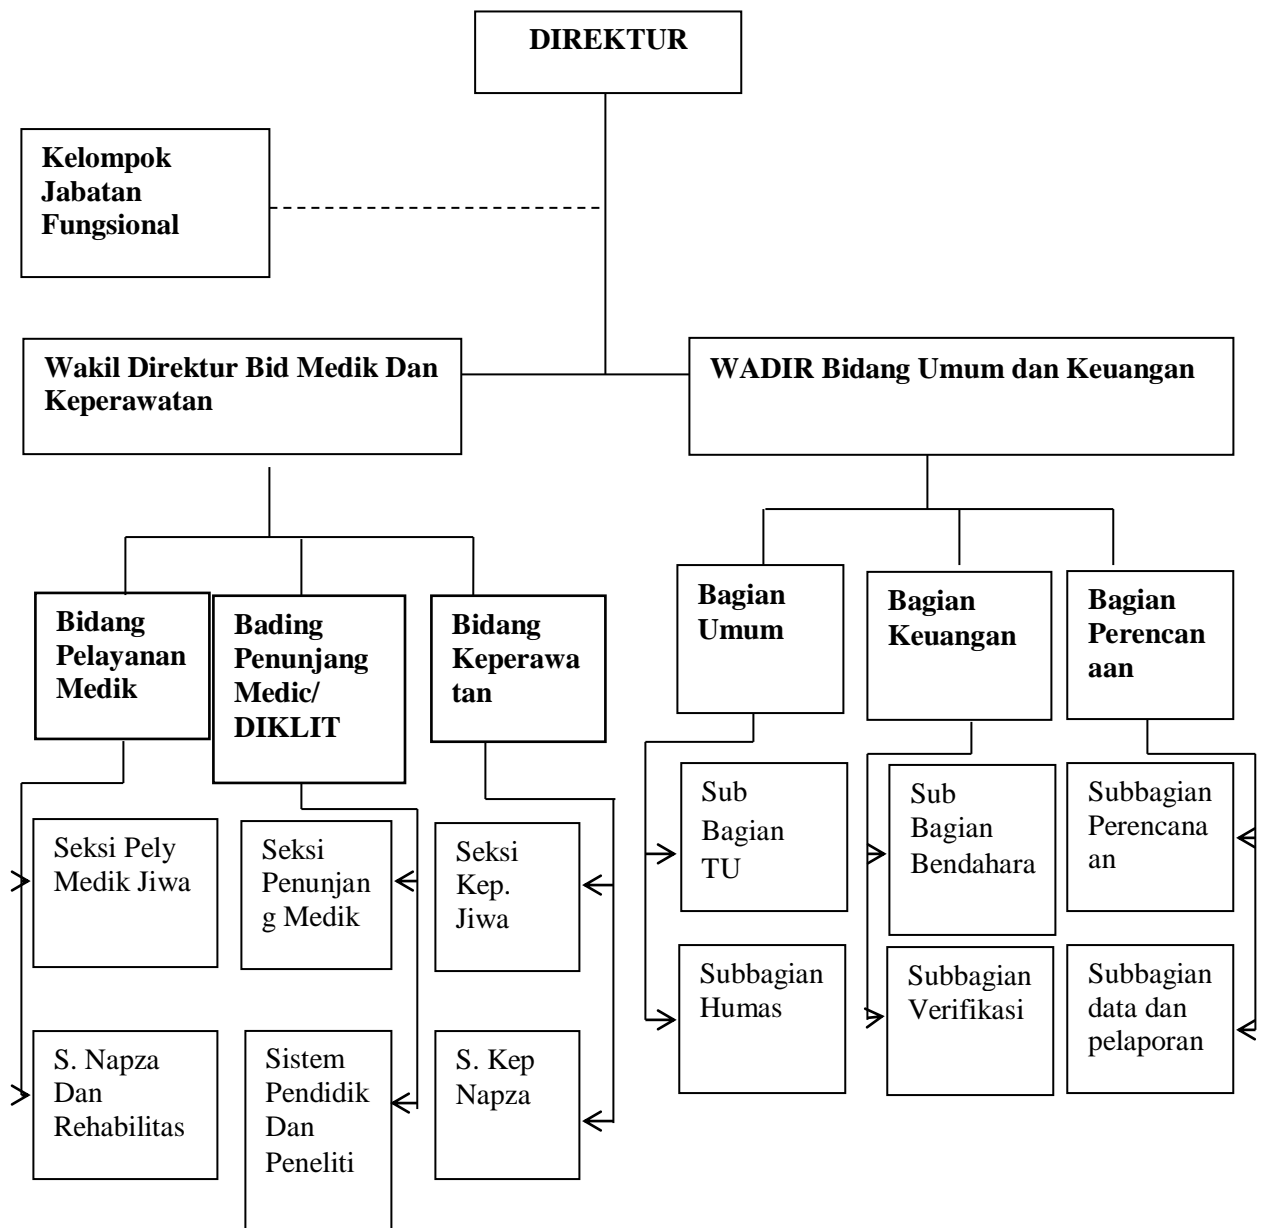 DIREKTUR
Kelompok
Jabatan
Fungsional
Wakil Direktur Bid Medik Dan
Keperawatan
WADIR Bidang Umum dan Keuangan
Bidang
Pelayanan
Medik
Bading
Penunjang
Medic/
DIKLIT
Bidang
Keperawa
tan
Bagian
Umum
Bagian
Keuangan
Bagian
Perencan
aan
Seksi Pely
Medik Jiwa
Seksi
Penunjan
g Medik
Seksi
Kep.
Jiwa
Sub
Bagian
TU
Sub
Bagian
Bendahara
Subbagian
Perencana
an
S. Napza
Dan
Rehabilitas
Sistem
Pendidik
Dan
Peneliti
S. Kep
Napza
Subbagian
Humas
Subbagian
Verifikasi
Subbagian
data dan
pelaporan